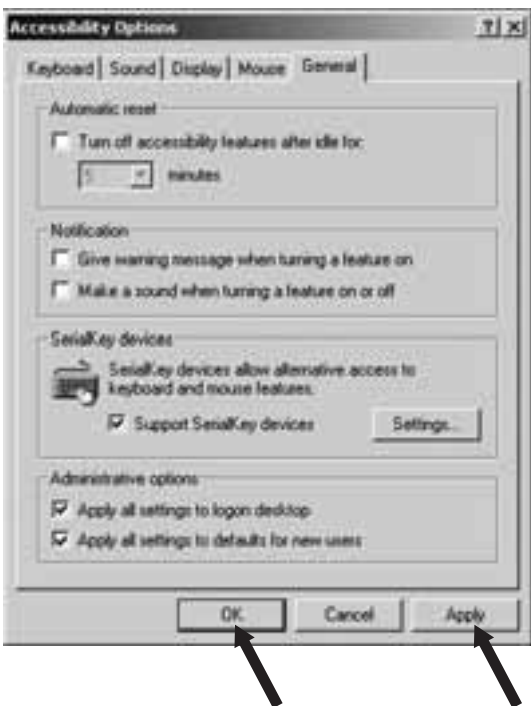 Accessibility Options
Keyboard Sound Display Mouse General
Automatic reset
Turn off accessibility features after idle for:
5 minutes
Notification
Give warning message when turning a feature on
Make a sound when turning a feature on or off
SerialKey devices
SerialKey devices allow alternative access to
keyboard and mouse features.
Support SerialKey devices Settings...
Administrative options
Apply all settings to logon desktop
Apply all settings to defaults for new users
OK Cancel Apply